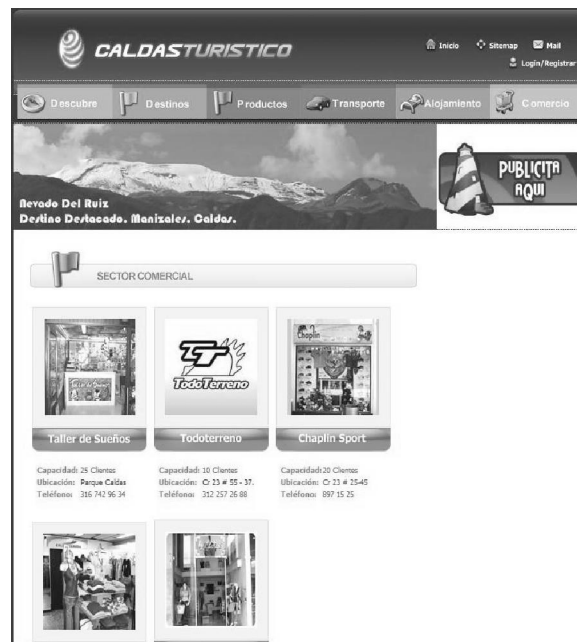 CALDASTURISTICO
Inicio Sitemap Mail
Login/Registrar
Descubre Destinos Productos Transporte Alojamiento Comercio
Nevado Del Ruiz
Destino Destacado. Manizales. Caldas.
PUBLICITA
AQUI
SECTOR COMERCIAL
Chaplin
TT
TodoTerreno
Taller de Sueños
Todoterreno
Chaplin Sport
Capacidad: 25 Clientes
Ubicación: Parque Caldas
Teléfono: 316 742 96 34
Capacidad: 10 Clientes
Ubicación: Cr 23 # 55 - 37.
Teléfono: 312 257 26 88
Capacidad: 20 Clientes
Ubicación: Cr 23 # 25-45
Teléfono: 897 15 25